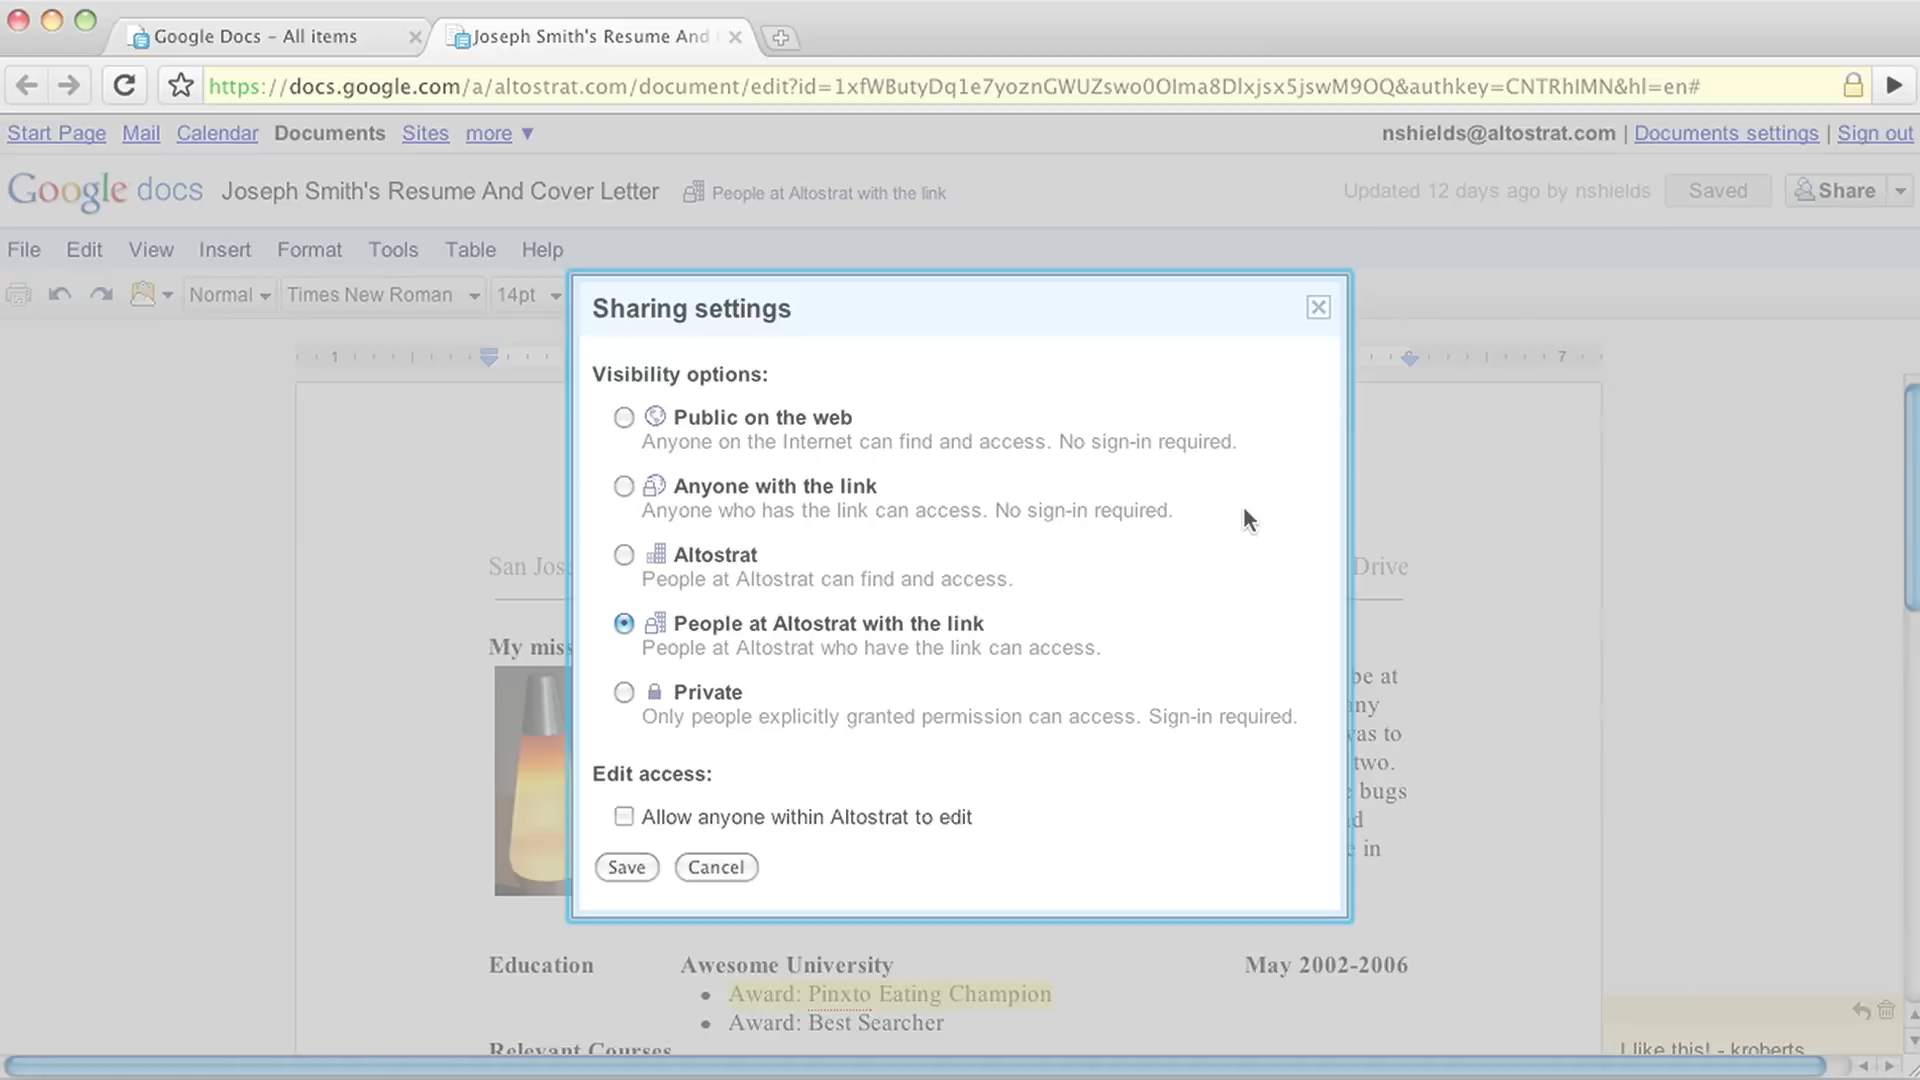 Google Docs - All items
Joseph Smith's Resume And
https://docs.google.com/a/altostrat.com/document/edit?id=1xfWButyDq1e7yoznGWUZswo0OIma8Dlxjsx5jswM9OQ&authkey=CNTRhIMN&hl=en#
Start Page Mail Calendar Documents Sites more ▼ nshields@altostrat.com | Documents settings | Sign out
Google docs Joseph Smith's Resume And Cover Letter People at Altostrat with the link Updated 12 days ago by nshields Saved Share
File Edit View Insert Format Tools Table Help
Normal Times New Roman 14pt
Sharing settings
1 7
Visibility options:
Public on the web
Anyone on the Internet can find and access. No sign-in required.
Anyone with the link
Anyone who has the link can access. No sign-in required.
Altostrat
People at Altostrat can find and access.
San Jos Drive
People at Altostrat with the link
People at Altostrat who have the link can access.
My miss
be at
Private
Only people explicitly granted permission can access. Sign-in required.
any
was to
two.
Edit access:
bugs
Allow anyone within Altostrat to edit
in
Save Cancel
Education Awesome University May 2002-2006
• Award: Pinxto Eating Champion
• Award: Best Searcher
Relevant Courses
I like this! - kroberts